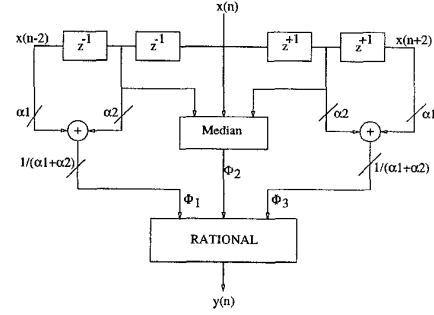 x(n)
x(n-2) z-1 z-1 z+1 z+1 x(n+2)
α1 α2 α2 α1
+ Median +
1/(α1+α2) 1/(α1+α2)
Φ2
Φ1 Φ3
RATIONAL
y(n)